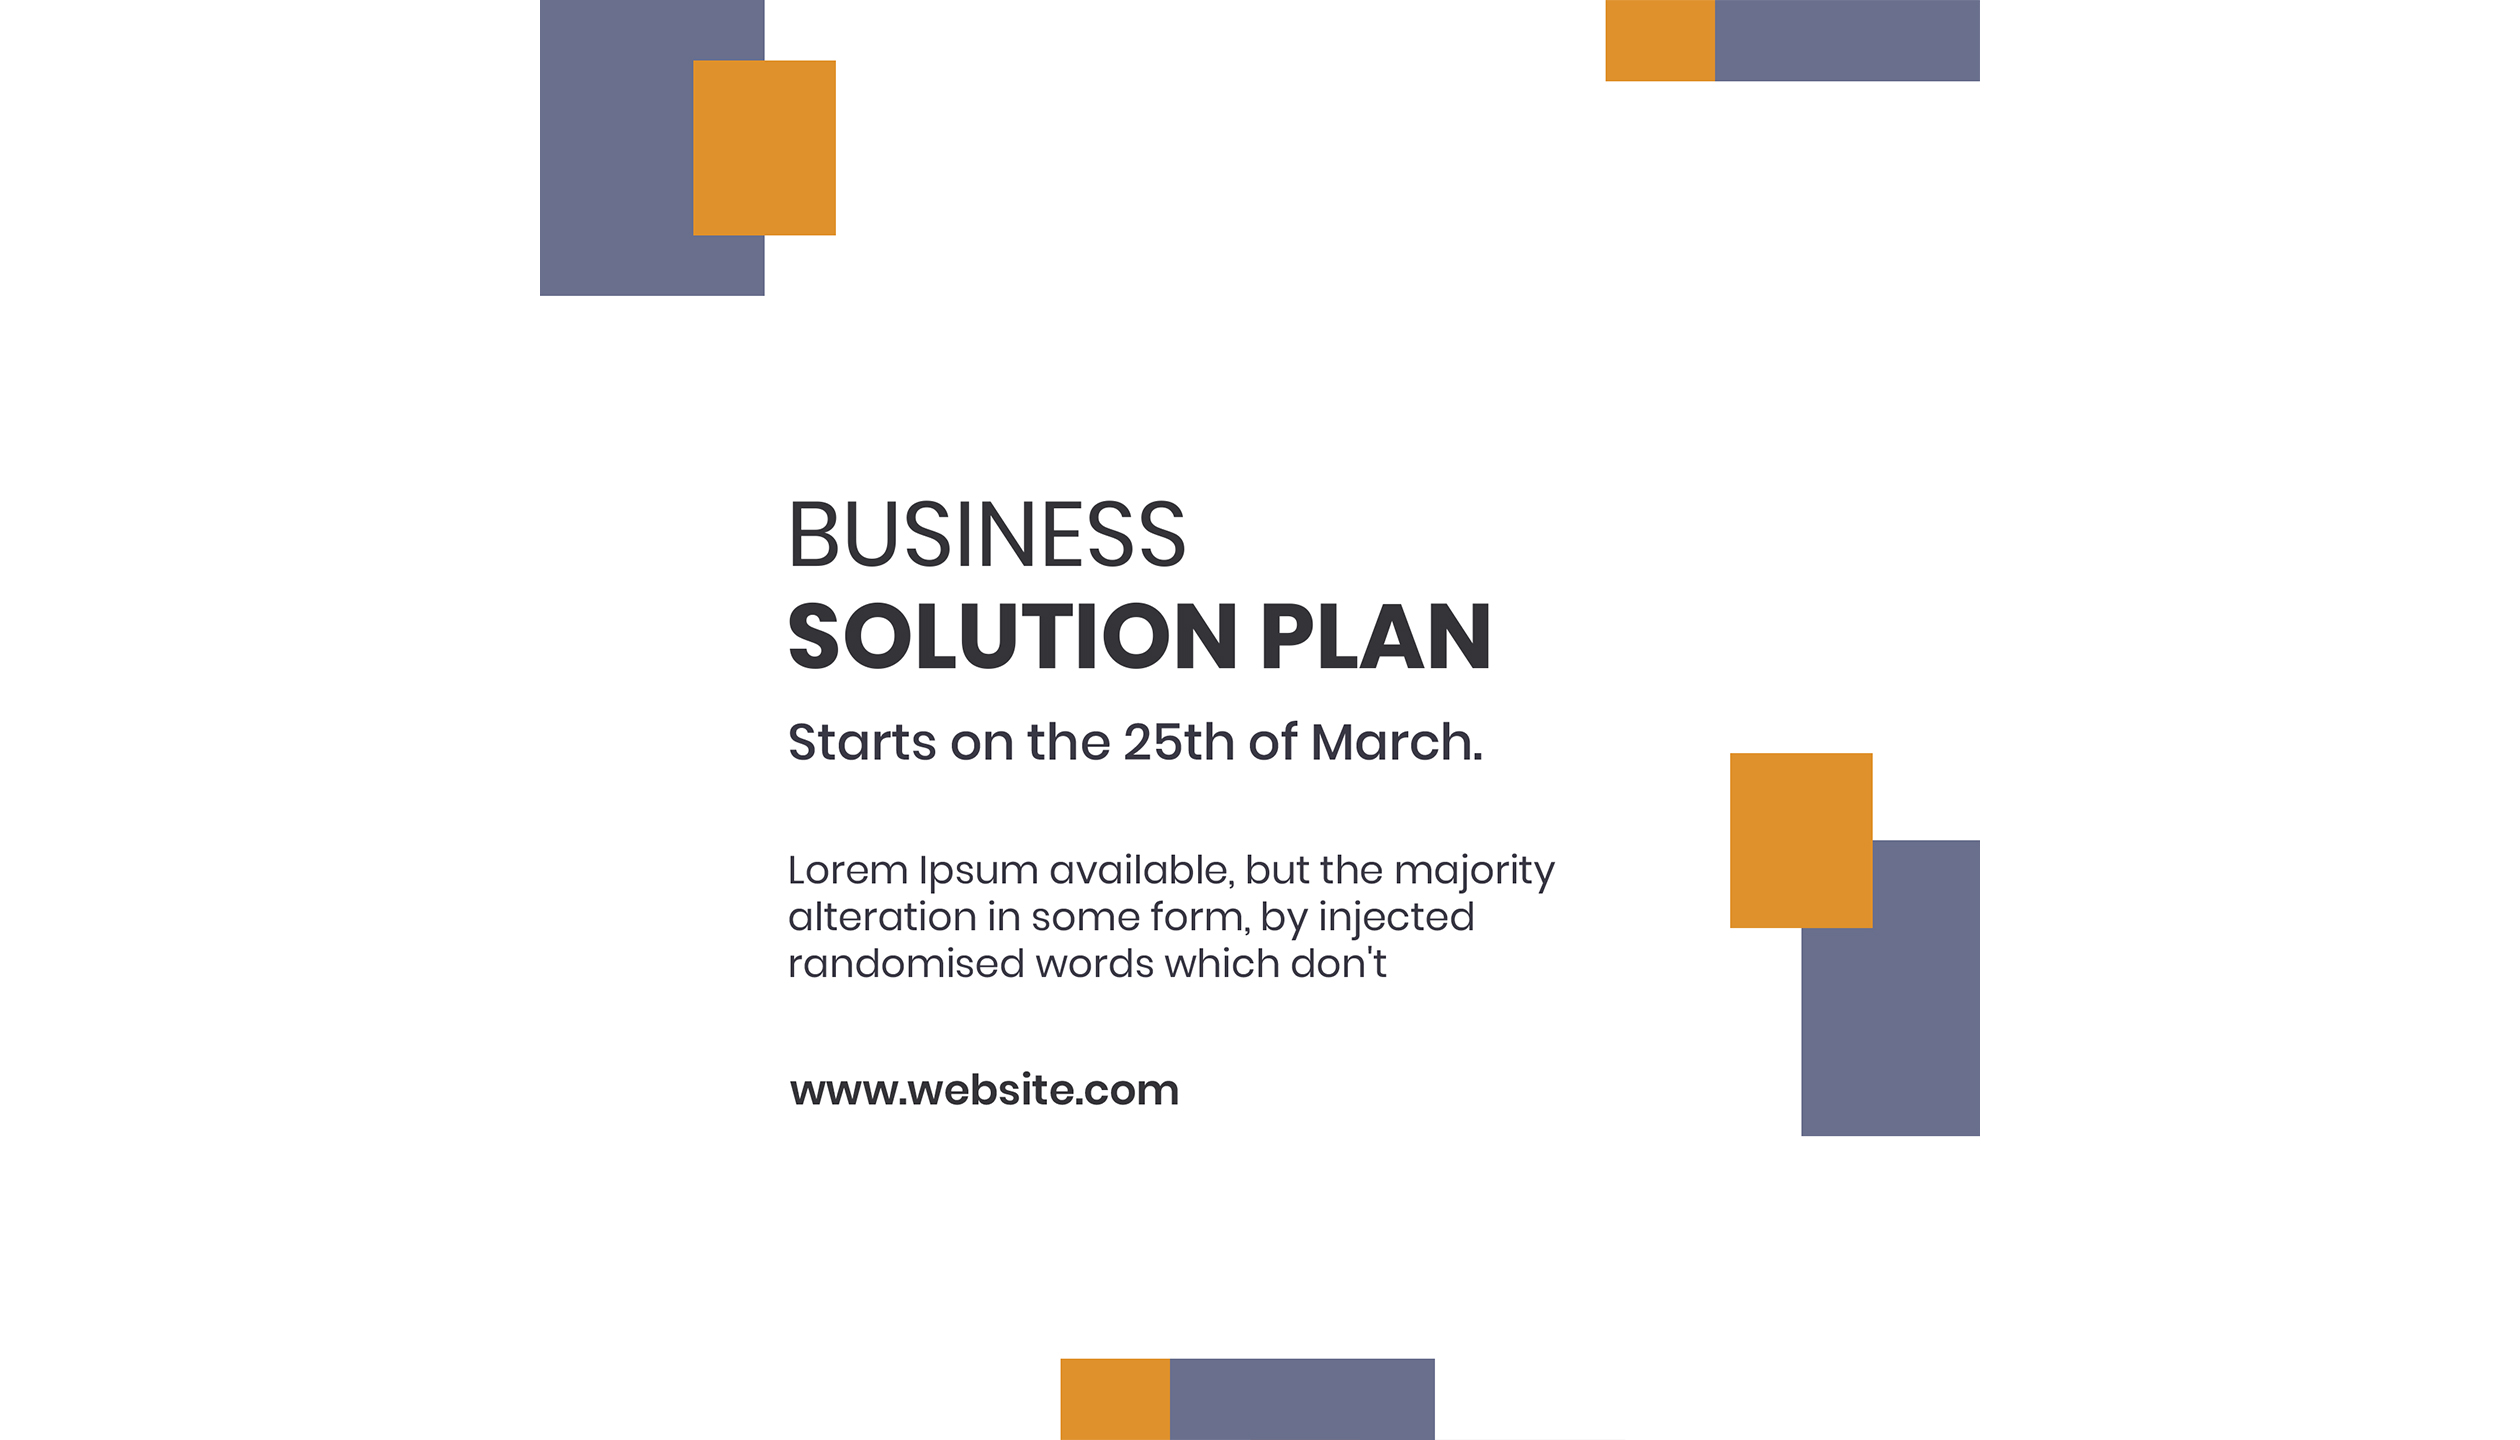 BUSINESS
SOLUTION PLAN
Starts on the 25th of March.
Lorem Ipsum available, but the majority
alteration in some form, by injected
randomised words which don't
www.website.com